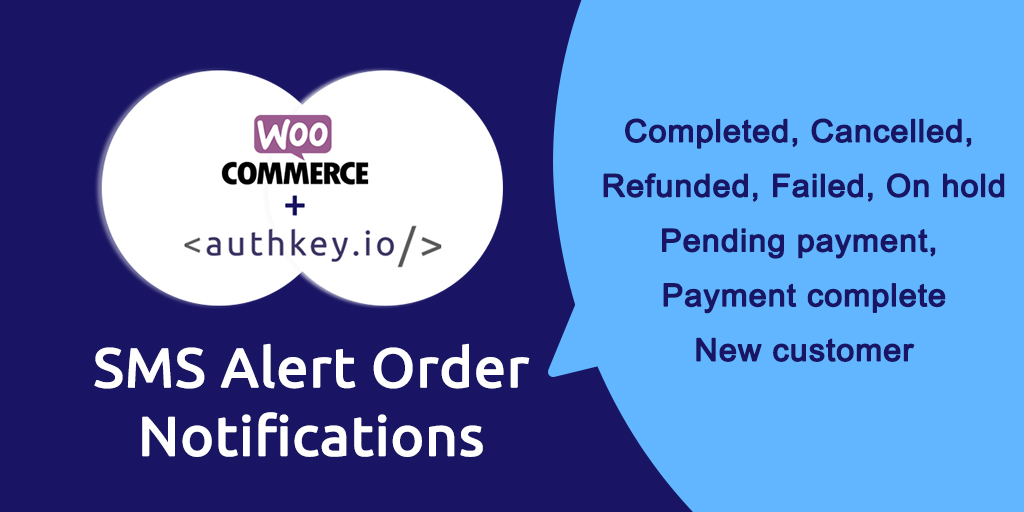 Woo
COMMERCE
+
<authkey.io/>
SMS Alert Order
Notifications
Completed, Cancelled,
Refunded, Failed, On hold
Pending payment,
Payment complete
New customer